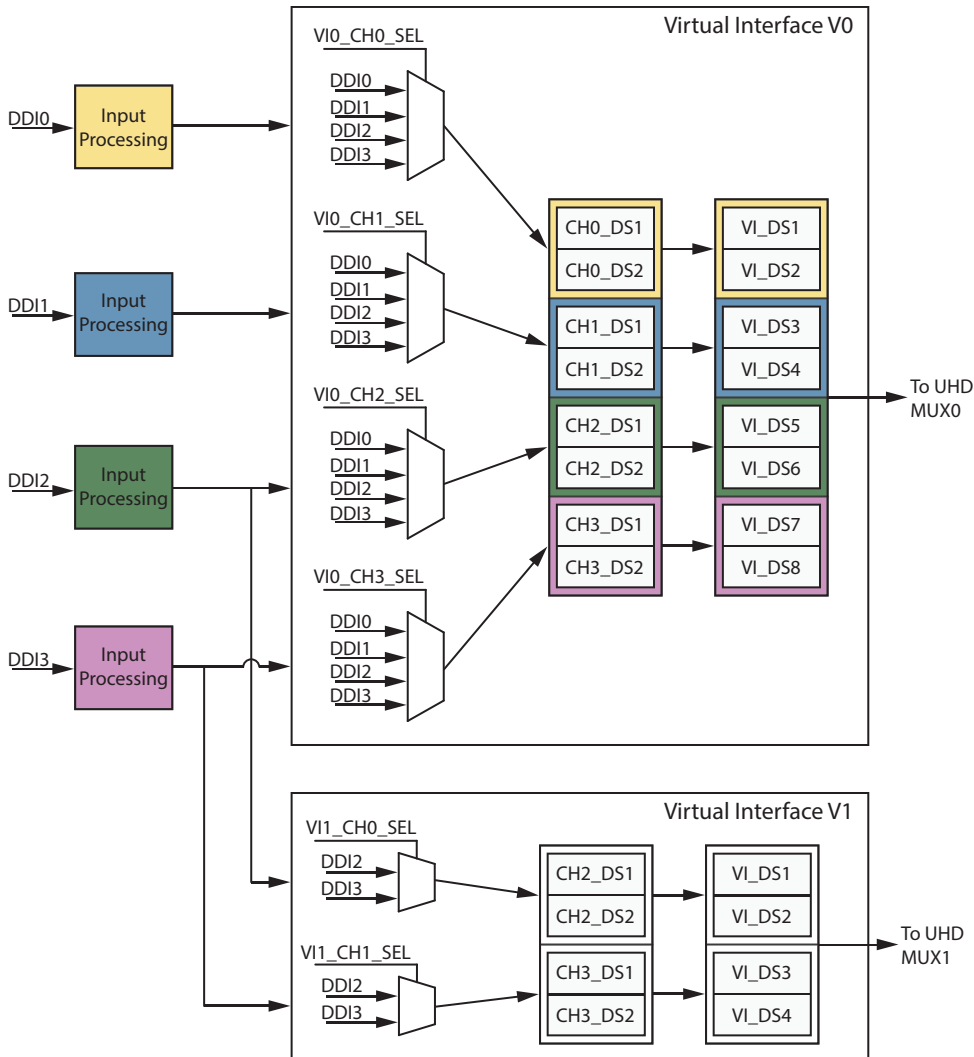 Virtual Interface V0
VI0_CH0_SEL
DDI0
DDI1
DDI2
DDI3
DDI0
Input
Processing
VI0_CH1_SEL
DDI0
DDI1
DDI2
DDI3
DDI1
Input
Processing
VI0_CH2_SEL
DDI0
DDI1
DDI2
DDI3
DDI2
Input
Processing
VI0_CH3_SEL
DDI0
DDI1
DDI2
DDI3
DDI3
Input
Processing
CH0_DS1
CH0_DS2
CH1_DS1
CH1_DS2
CH2_DS1
CH2_DS2
CH3_DS1
CH3_DS2
VI_DS1
VI_DS2
VI_DS3
VI_DS4
VI_DS5
VI_DS6
VI_DS7
VI_DS8
To UHD
MUX0
Virtual Interface V1
VI1_CH0_SEL
DDI2
DDI3
VI1_CH1_SEL
DDI2
DDI3
CH2_DS1
CH2_DS2
CH3_DS1
CH3_DS2
VI_DS1
VI_DS2
VI_DS3
VI_DS4
To UHD
MUX1